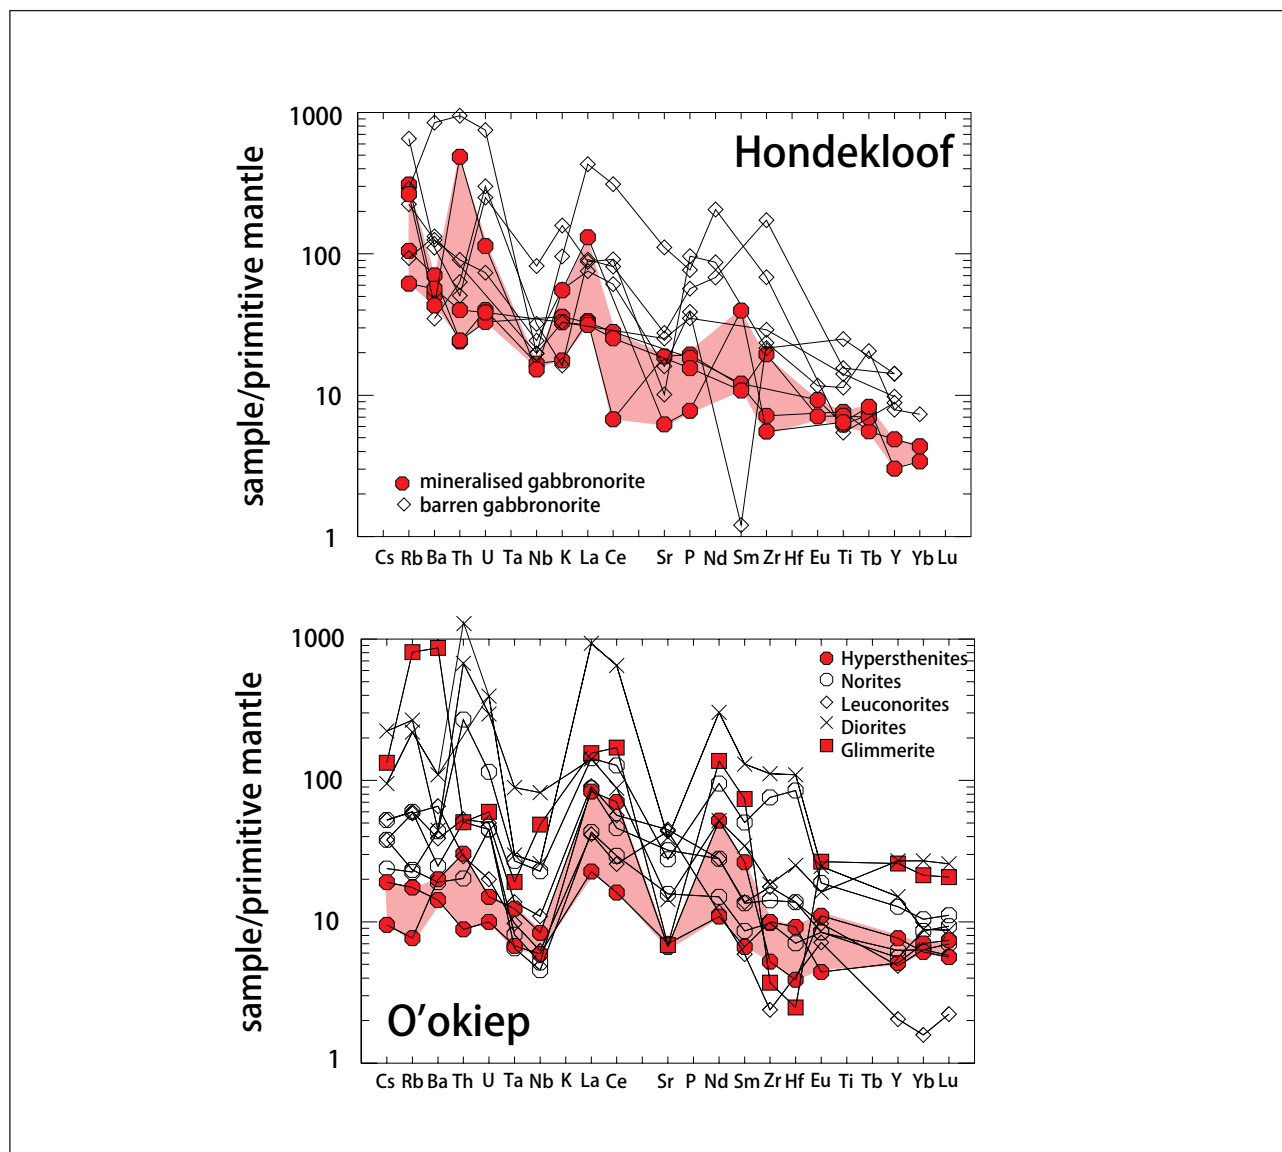 Hondekloof
sample/primitive mantle
1000
100
10
1
mineralised gabbronorite
barren gabbronorite
Cs Rb Ba Th U Ta Nb K La Ce Sr P Nd Sm Zr Hf Eu Ti Tb Y Yb Lu
O'okiep
sample/primitive mantle
1000
100
10
1
Hypersthenites
Norites
Leuconorites
Diorites
Glimmerite
Cs Rb Ba Th U Ta Nb K La Ce Sr P Nd Sm Zr Hf Eu Ti Tb Y Yb Lu